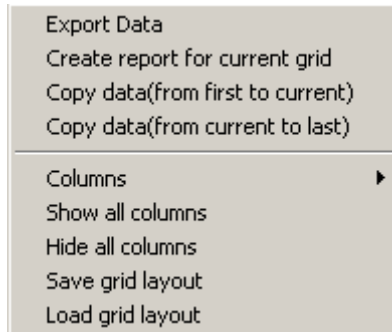 Export Data
Create report for current grid
Copy data(from first to current)
Copy data(from current to last)
Columns
Show all columns
Hide all columns
Save grid layout
Load grid layout